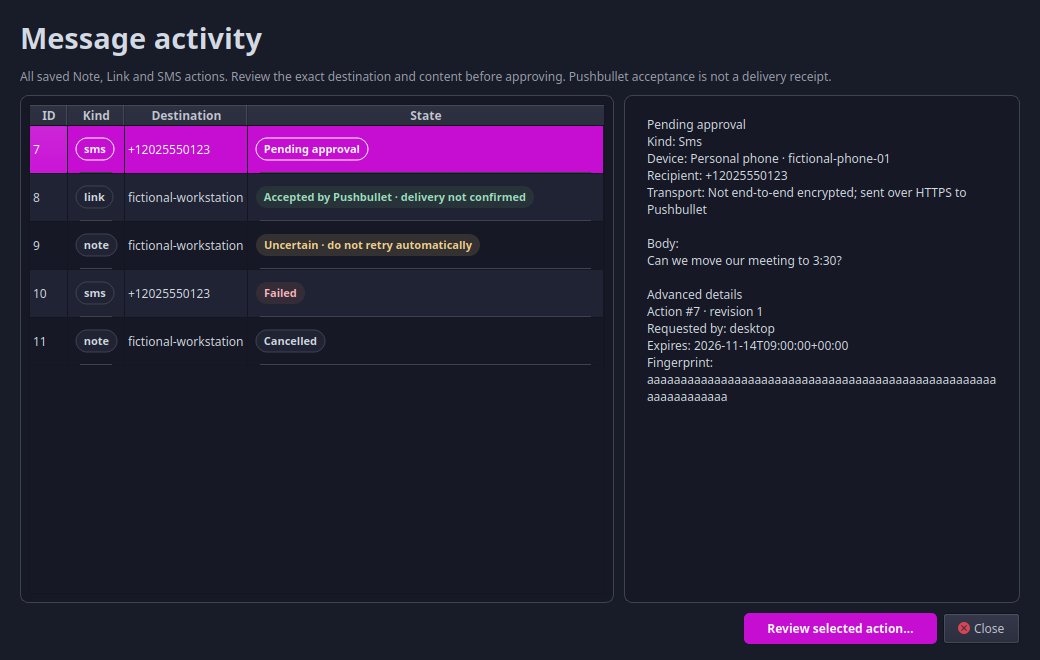 Message activity
All saved Note, Link and SMS actions. Review the exact destination and content before approving. Pushbullet acceptance is not a delivery receipt.
ID Kind Destination State
7 sms +12025550123 Pending approval
8 link fictional-workstation Accepted by Pushbullet · delivery not confirmed
9 note fictional-workstation Uncertain · do not retry automatically
10 sms +12025550123 Failed
11 note fictional-workstation Cancelled
Pending approval
Kind: Sms
Device: Personal phone · fictional-phone-01
Recipient: +12025550123
Transport: Not end-to-end encrypted; sent over HTTPS to
Pushbullet
Body:
Can we move our meeting to 3:30?
Advanced details
Action #7 · revision 1
Requested by: desktop
Expires: 2026-11-14T09:00:00+00:00
Fingerprint:
aaaaaaaaaaaaaaaaaaaaaaaaaaaaaaaaaaaaaaaaaaaaaaaaaaaa
aaaaaaaaaaaa
Review selected action...
Close